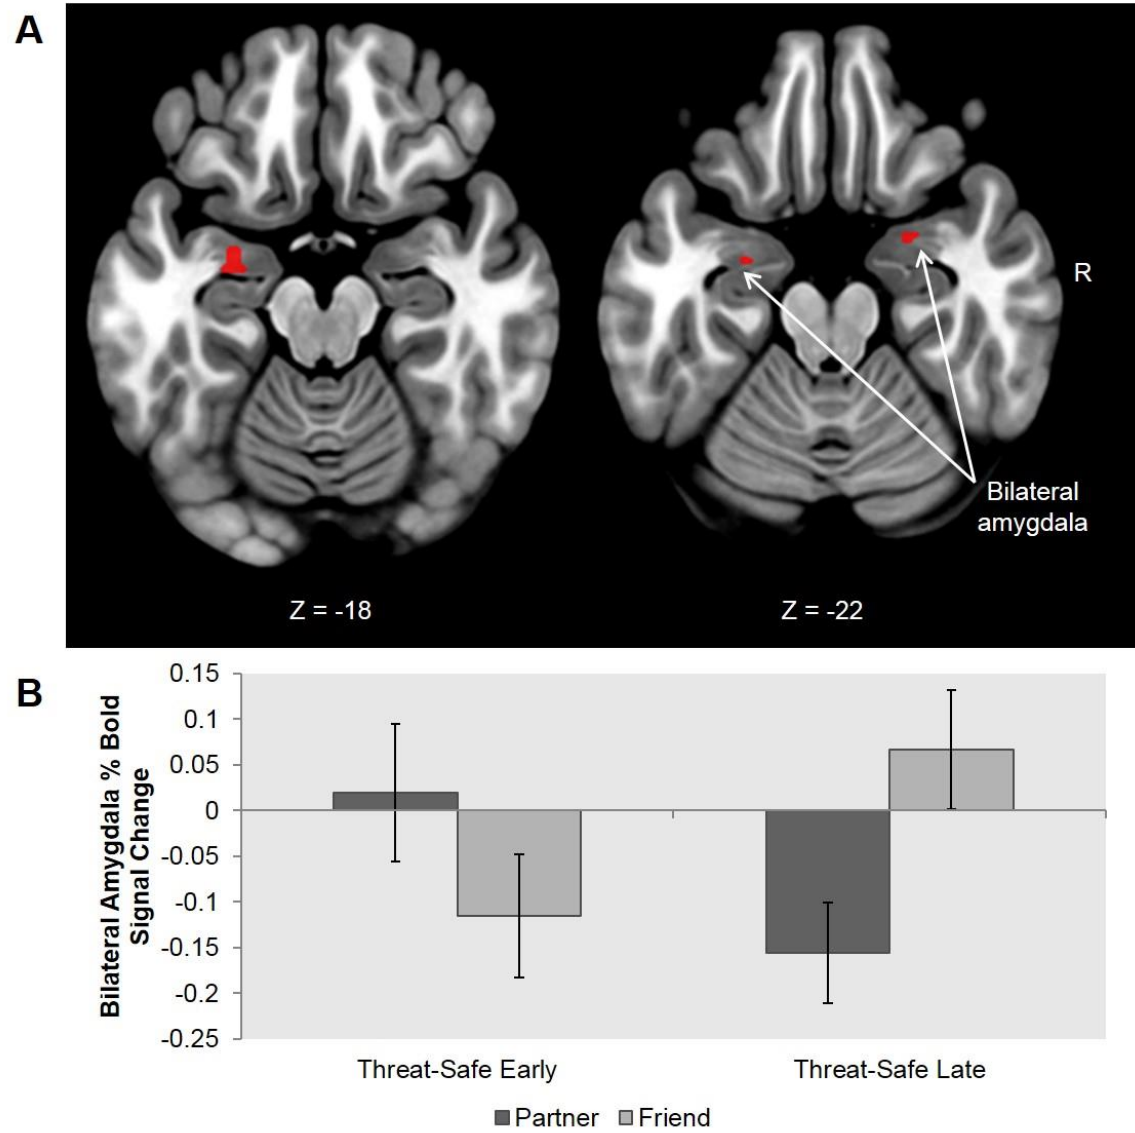 A
R
Bilateral
amygdala
Z = -18
Z = -22
B
Bilateral Amygdala % Bold
Signal Change
0.15
0.1
0.05
0
-0.05
-0.1
-0.15
-0.2
-0.25
Threat-Safe Early
Threat-Safe Late
Partner
Friend